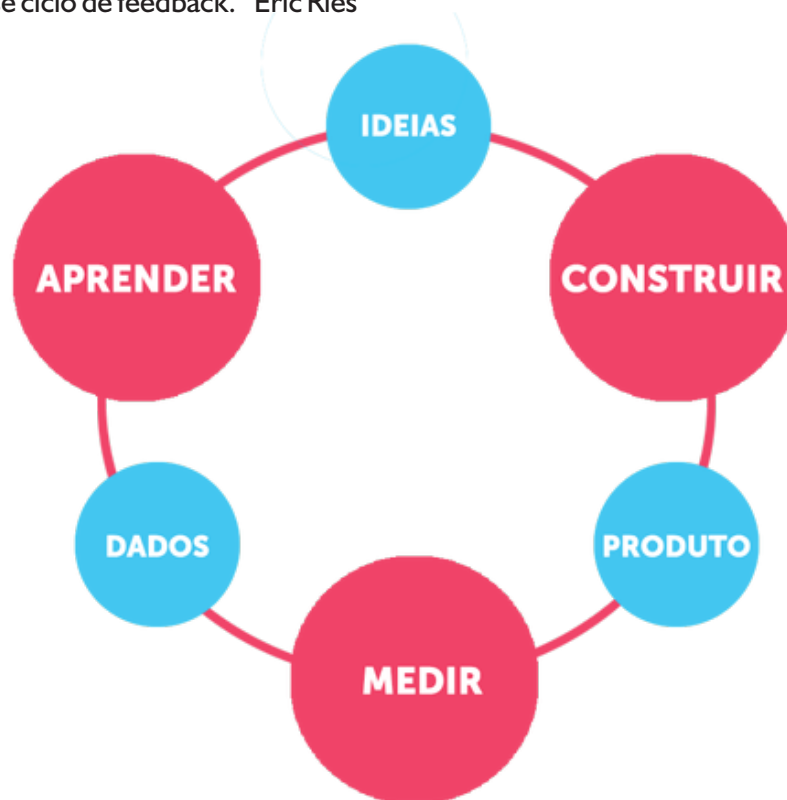 e ciclo de feedback." Eric Ries
IDEIAS
APRENDER
CONSTRUIR
DADOS
PRODUTO
MEDIR